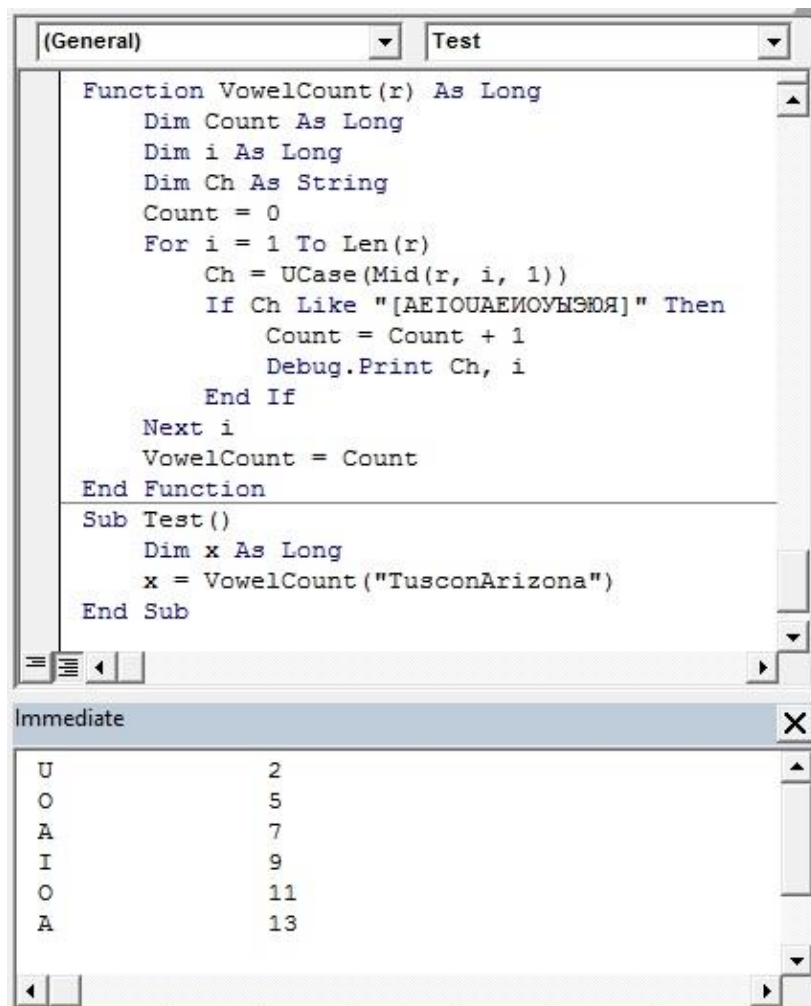 (General)
Test
Function VowelCount(r) As Long
Dim Count As Long
Dim i As Long
Dim Ch As String
Count = 0
For i = 1 To Len(r)
Ch = UCase(Mid(r, i, 1))
If Ch Like "[AEIOUАЕИОУЫЭЮЯ]" Then
Count = Count + 1
Debug.Print Ch, i
End If
Next i
VowelCount = Count
End Function
Sub Test()
Dim x As Long
x = VowelCount("TusconArizona")
End Sub
Immediate
U 2
O 5
A 7
I 9
O 11
A 13